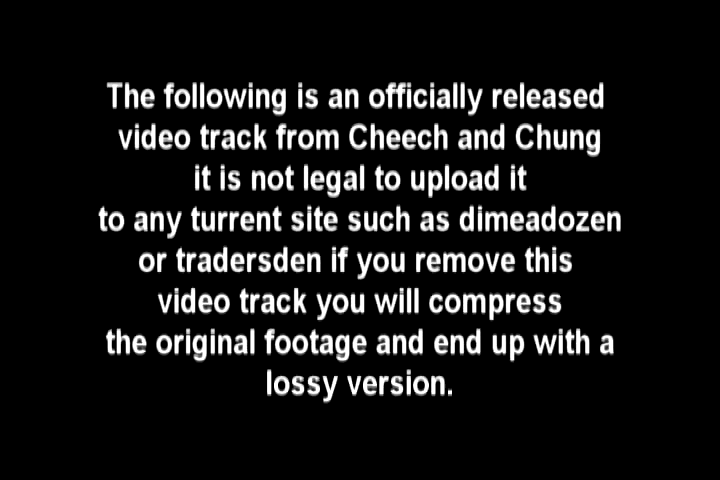 The following is an officially released
video track from Cheech and Chung
it is not legal to upload it
to any turrent site such as dimeadozen
or tradersden if you remove this
video track you will compress
the original footage and end up with a
lossy version.